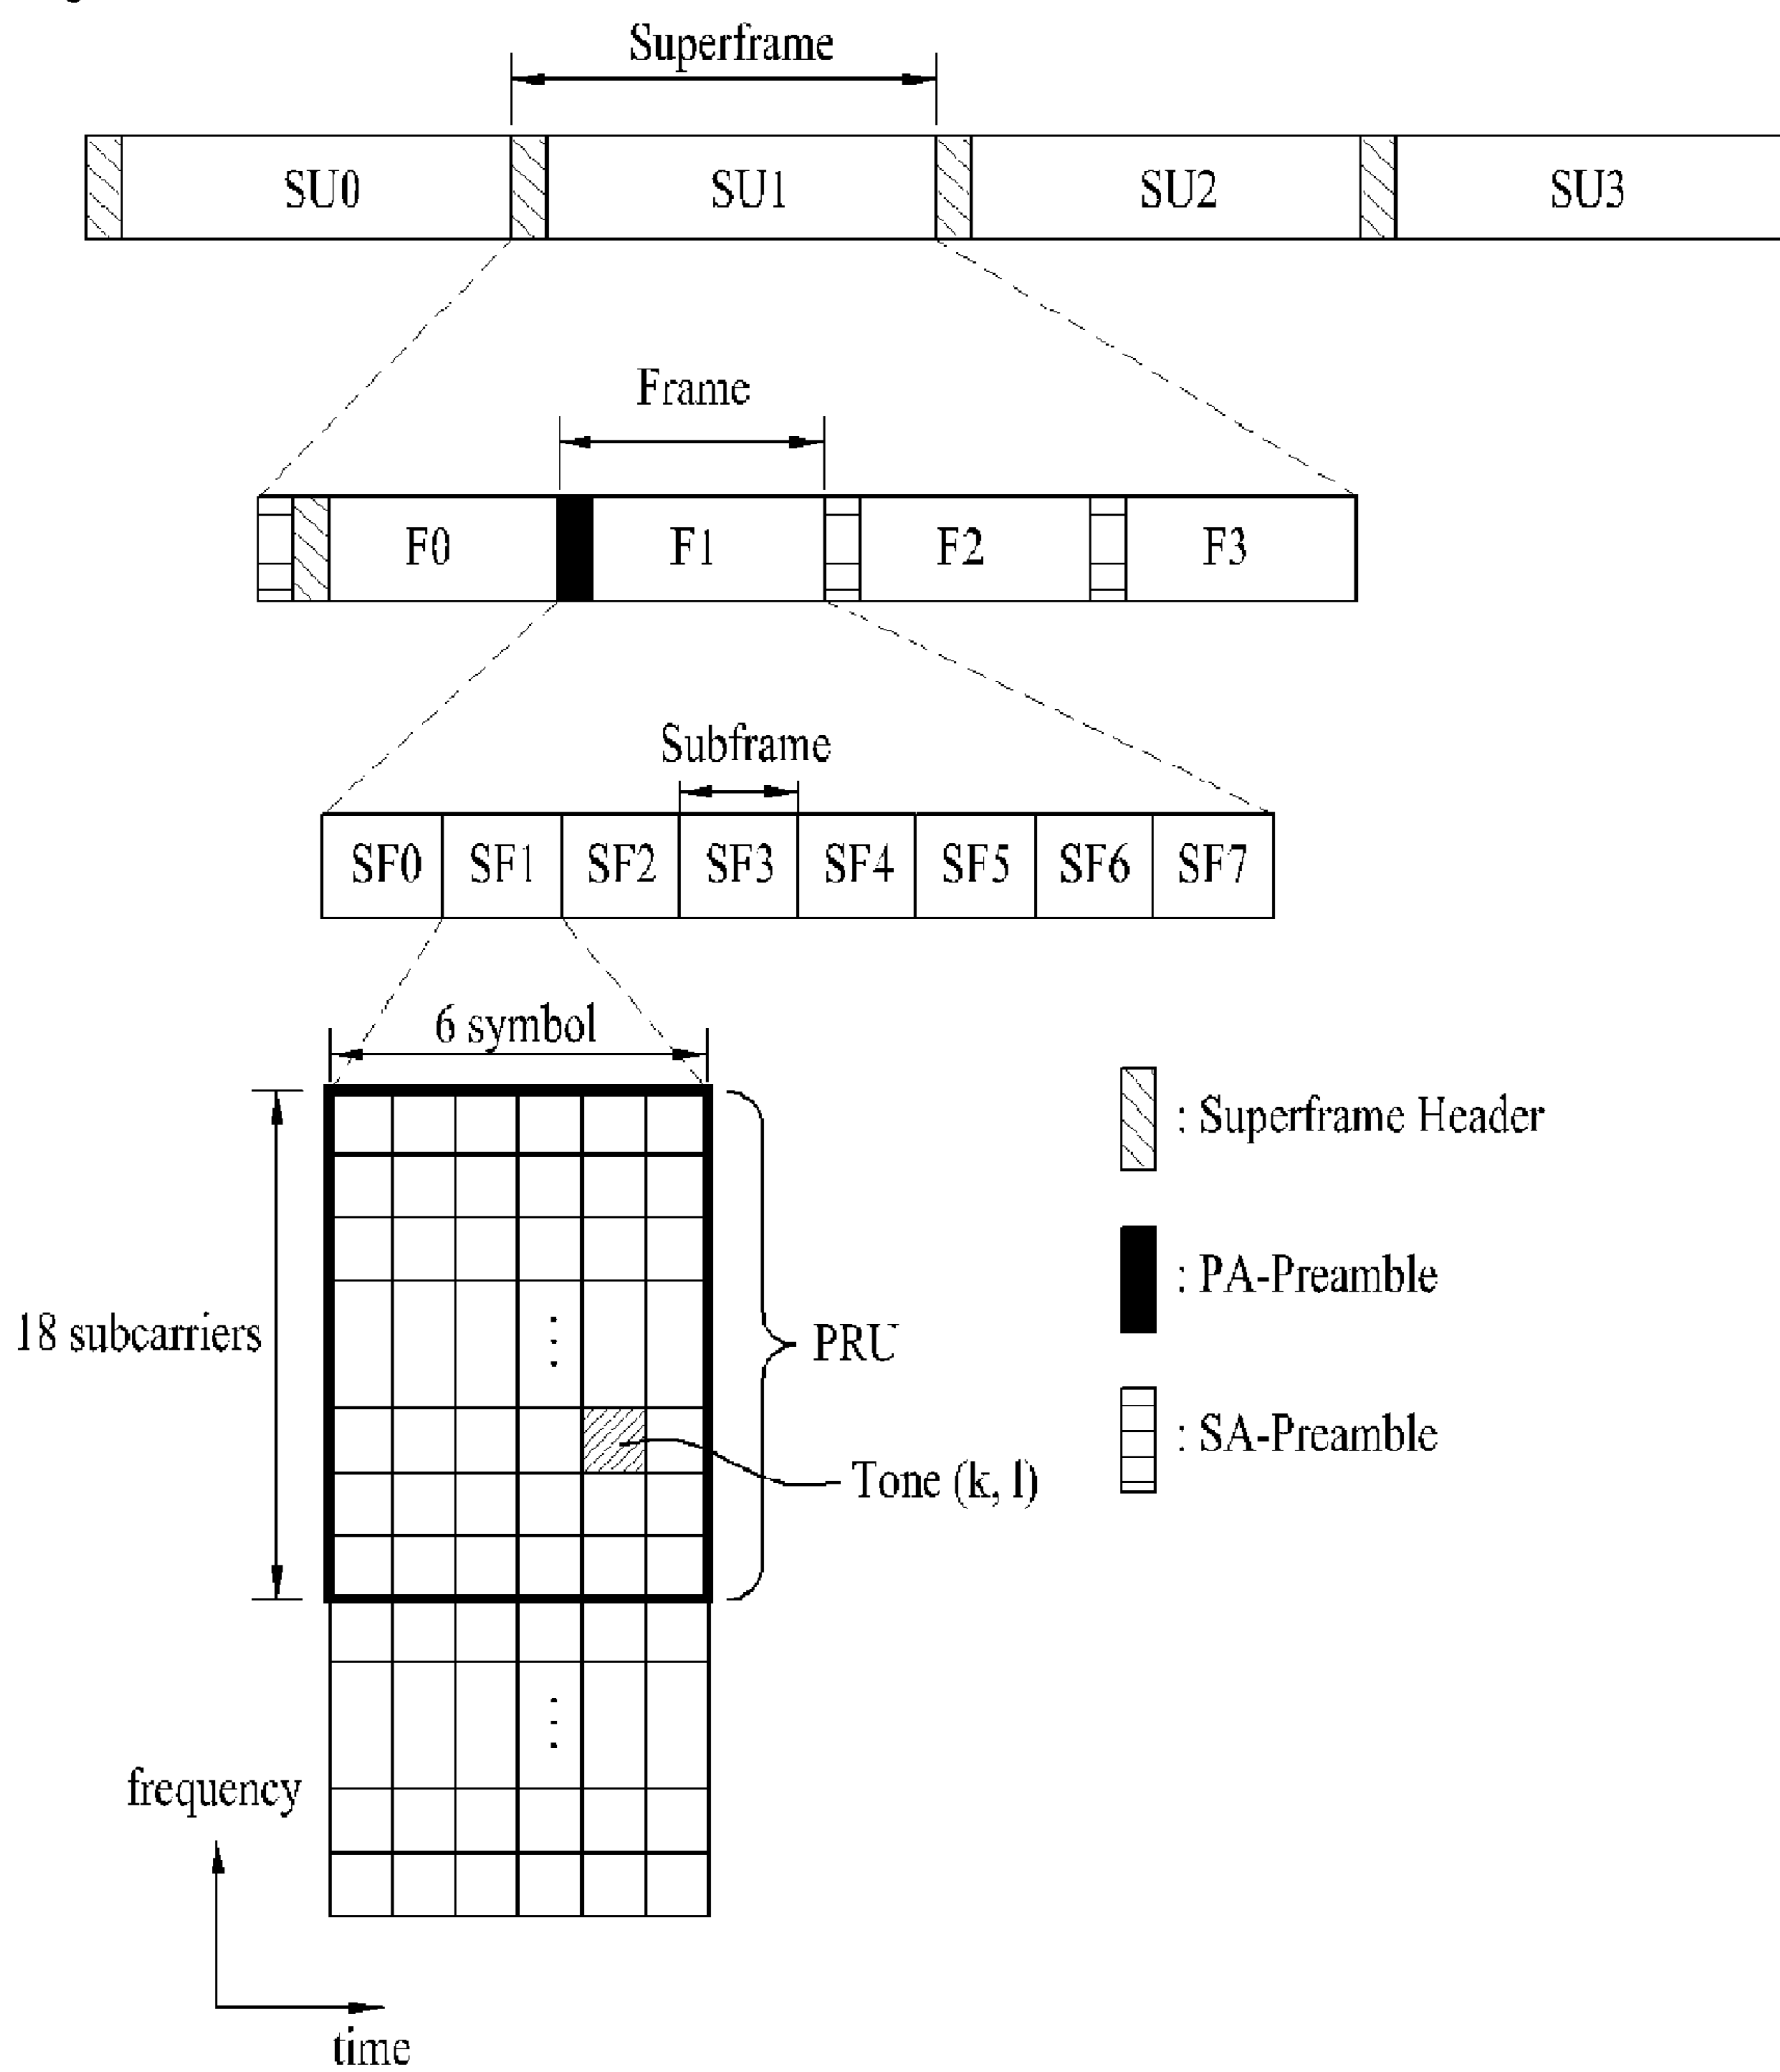 Superframe
SU0 SU1 SU2 SU3
Frame
F0 F1 F2 F3
Subframe
SF0 SF1 SF2 SF3 SF4 SF5 SF6 SF7
6 symbol
18 subcarriers
PRU
Tone (k, l)
: Superframe Header
: PA-Preamble
: SA-Preamble
frequency
time